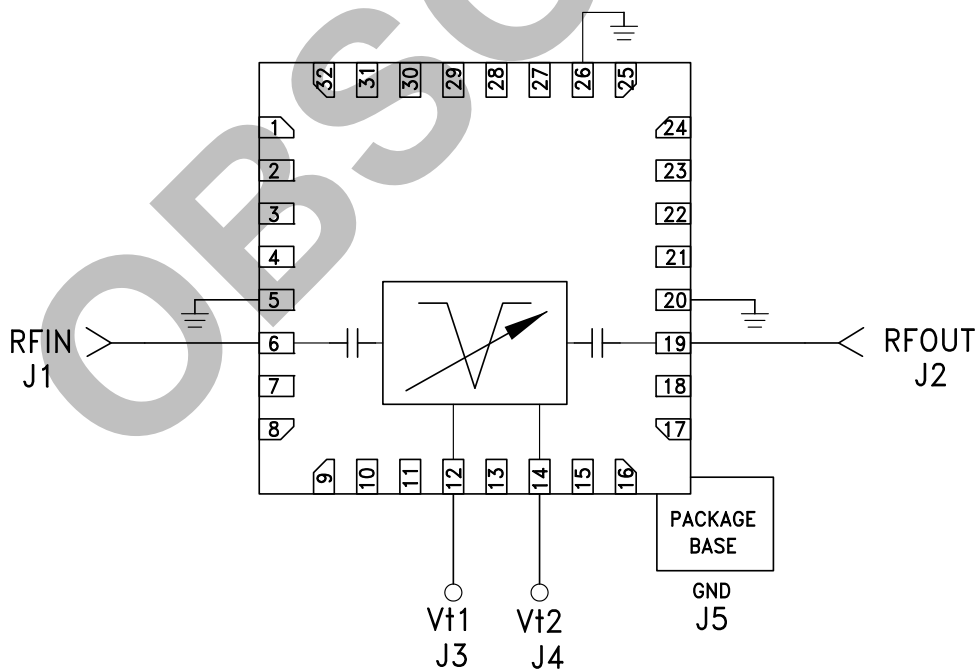 OBSO
32 31 30 29 28 27 26 25
1
2
3
4
5
6
7
8
24
23
22
21
20
19
18
17
RFIN
J1
RFOUT
J2
9 10 11 12 13 14 15 16
PACKAGE
BASE
GND
J5
Vt1
J3
Vt2
J4